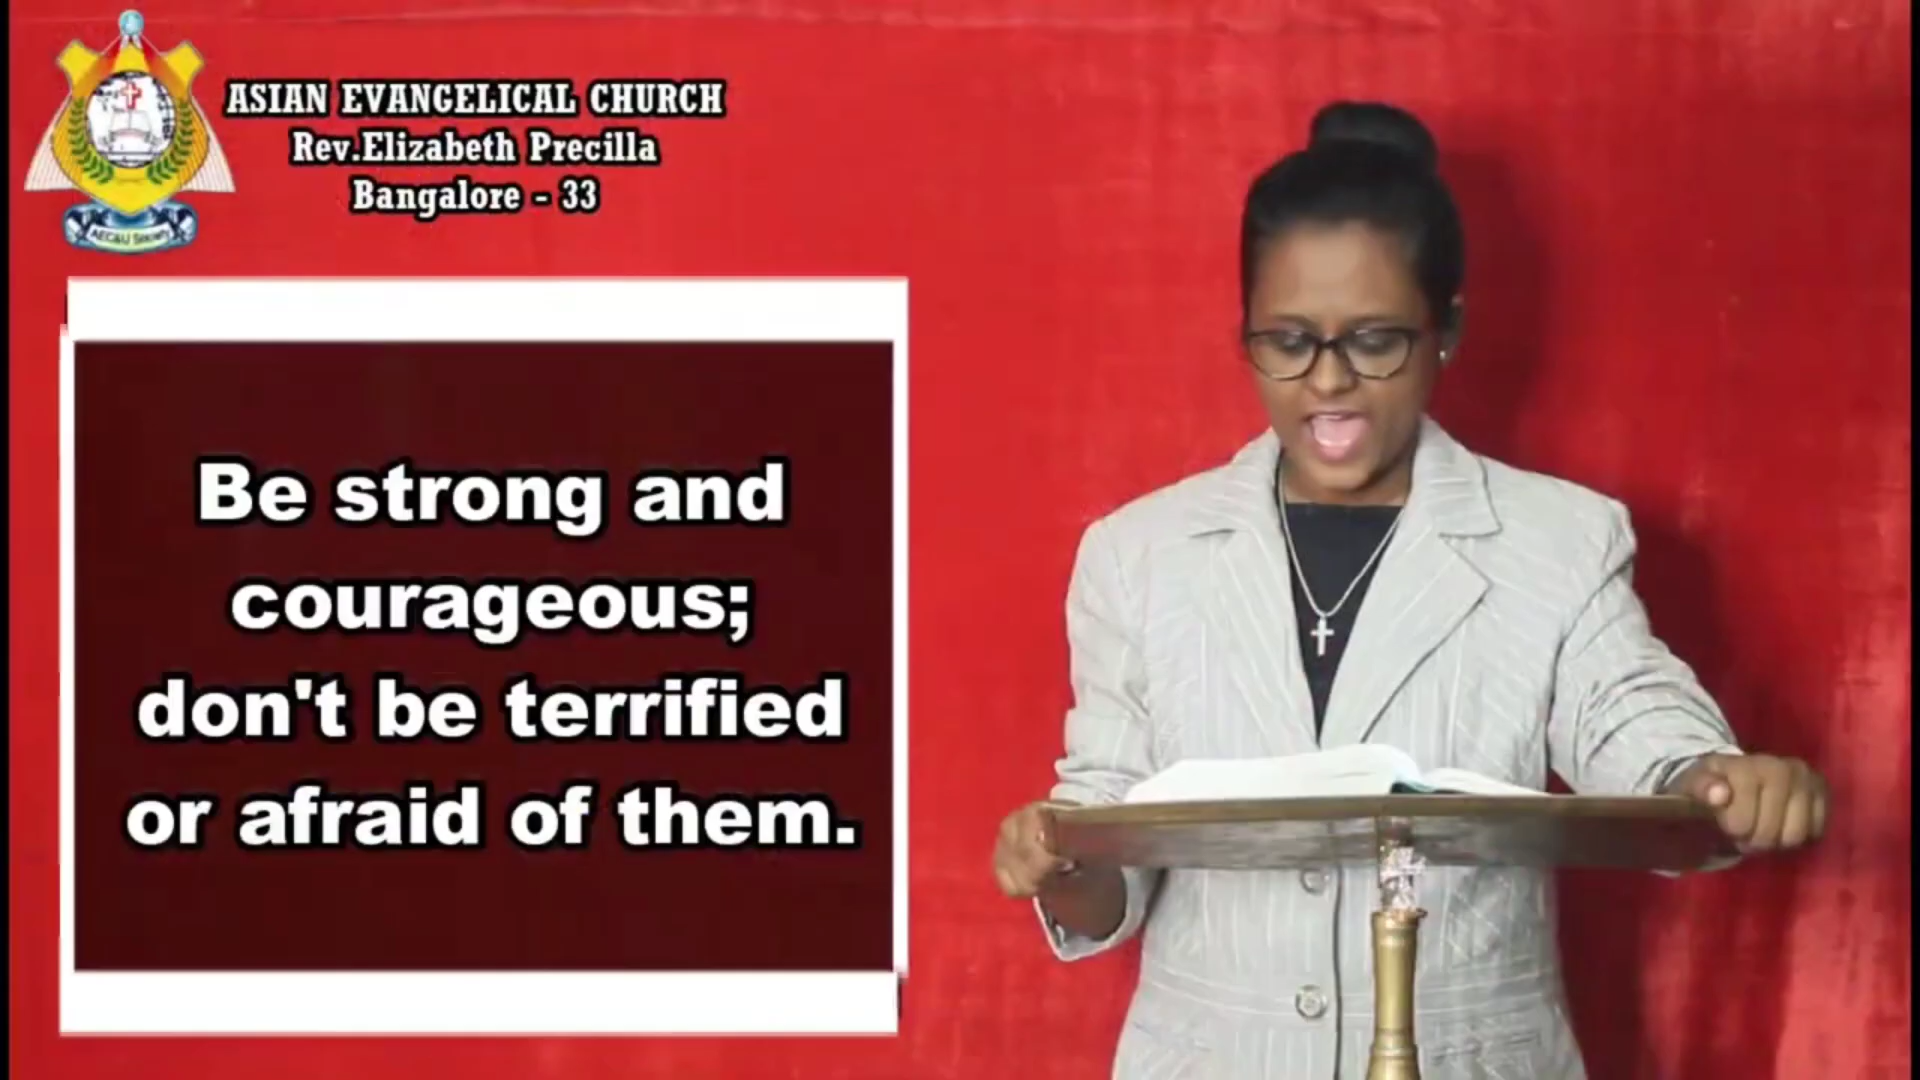 ASIAN EVANGELICAL CHURCH
Rev.Elizabeth Precilla
Bangalore - 33
Be strong and
courageous;
don't be terrified
or afraid of them.